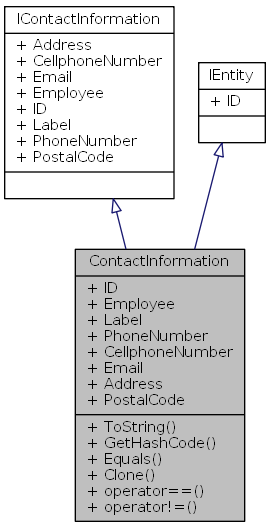 IContactInformation
+ Address
+ CellphoneNumber
+ Email
+ Employee
+ ID
+ Label
+ PhoneNumber
+ PostalCode
IEntity
+ ID
ContactInformation
+ ID
+ Employee
+ Label
+ PhoneNumber
+ CellphoneNumber
+ Email
+ Address
+ PostalCode
+ ToString()
+ GetHashCode()
+ Equals()
+ Clone()
+ operator==()
+ operator!=()